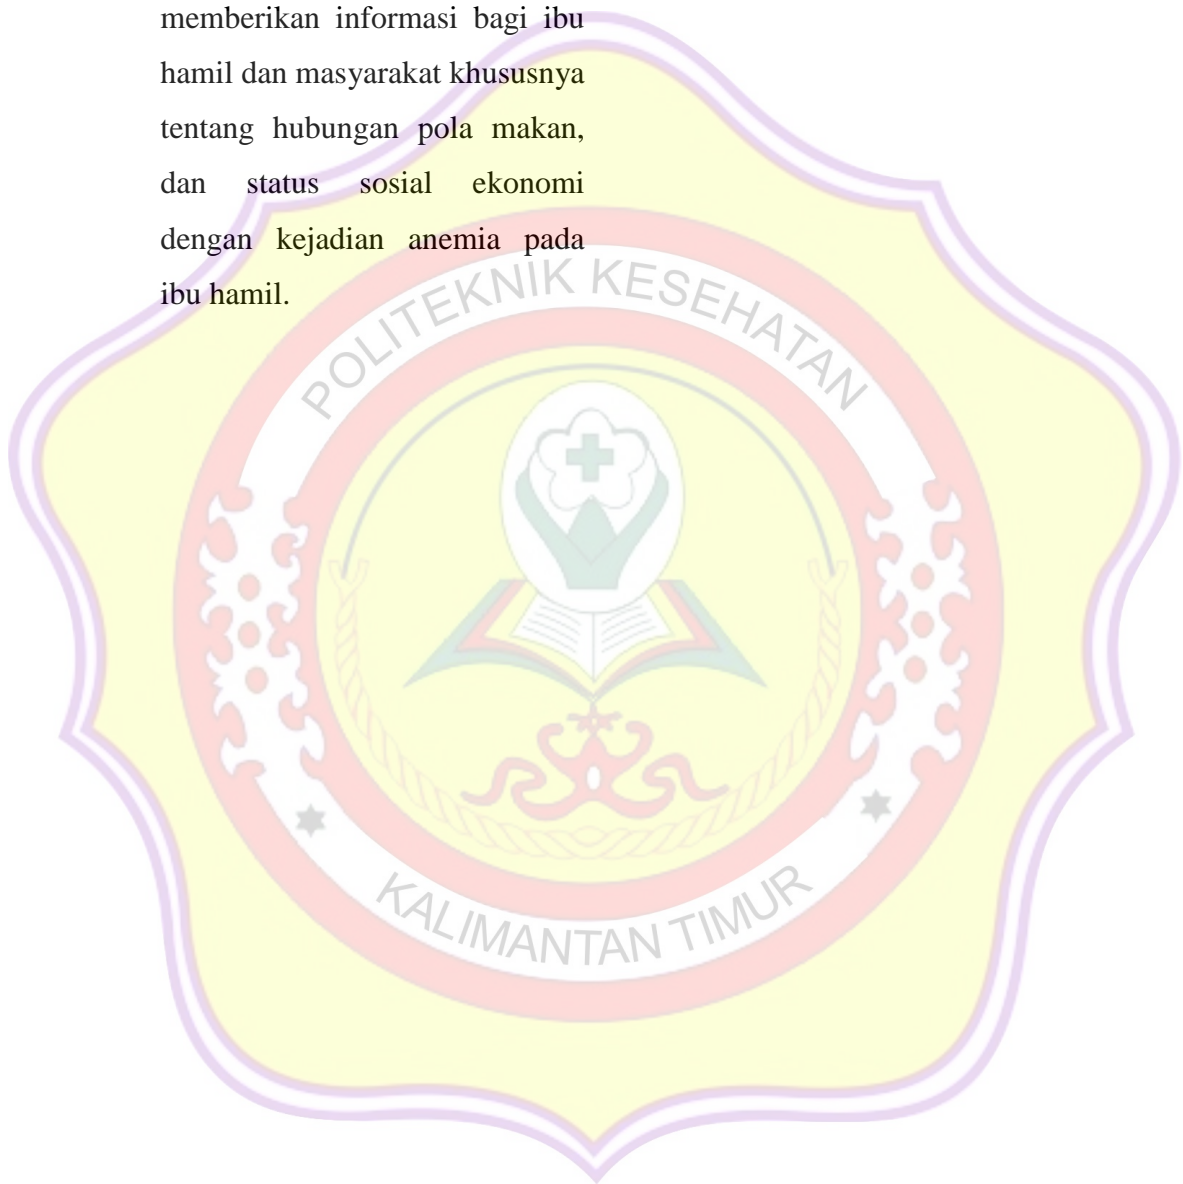 memberikan informasi bagi ibu
hamil dan masyarakat khususnya
tentang hubungan pola makan,
dan status sosial ekonomi
dengan kejadian anemia pada
ibu hamil.
POLITEKNIK KESEHATAN
KALIMANTAN TIMUR